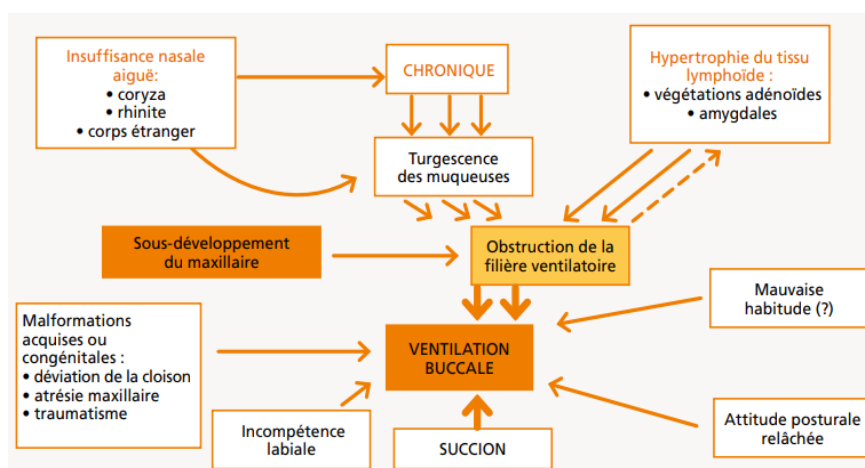 Insuffisance nasale
aiguë:
• coryza
• rhinite
• corps étranger
CHRONIQUE
Hypertrophie du tissu
lymphoïde :
• végétations adénoïdes
• amygdales
Turgescence
des muqueuses
Sous-développement
du maxillaire
Obstruction de la
filière ventilatoire
Mauvaise
habitude (?)
Malformations
acquises ou
congénitales :
• déviation de la cloison
• atrésie maxillaire
• traumatisme
VENTILATION
BUCCALE
Incompétence
labiale
SUCCION
Attitude posturale
relâchée